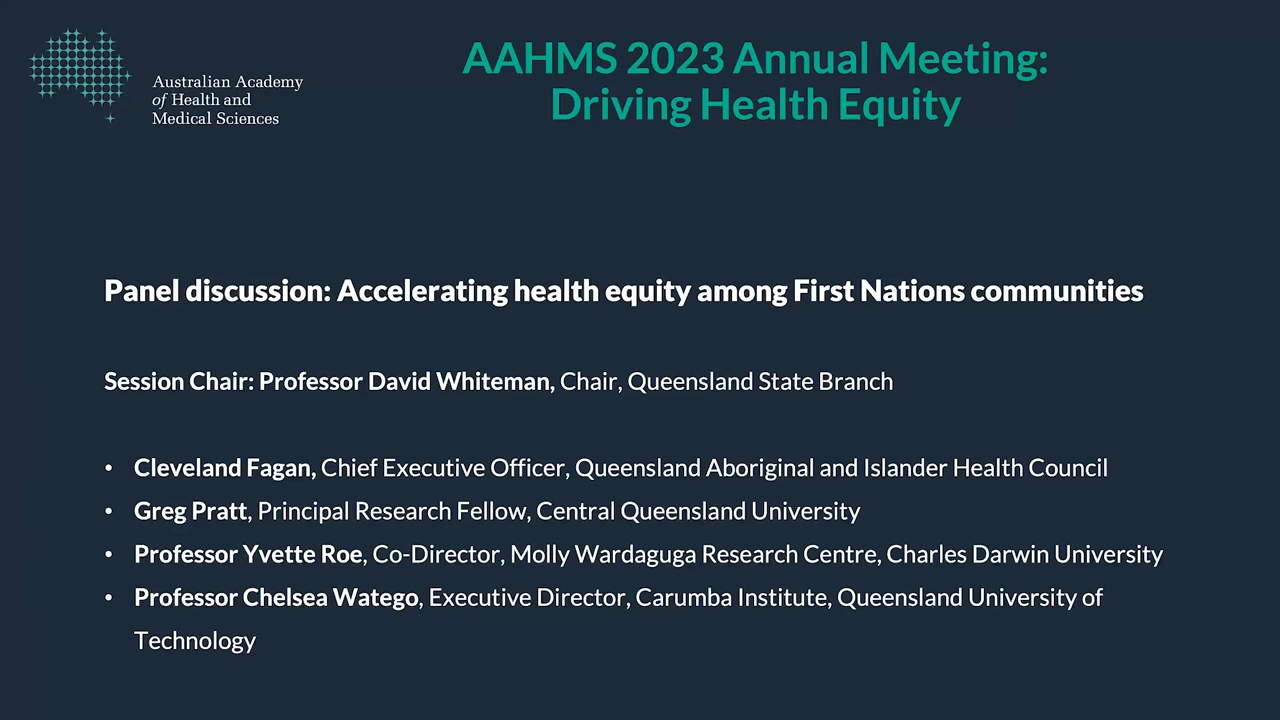 Australian Academy
of Health and
Medical Sciences
AAHMS 2023 Annual Meeting:
Driving Health Equity
Panel discussion: Accelerating health equity among First Nations communities
Session Chair: Professor David Whiteman, Chair, Queensland State Branch
• Cleveland Fagan, Chief Executive Officer, Queensland Aboriginal and Islander Health Council
• Greg Pratt, Principal Research Fellow, Central Queensland University
• Professor Yvette Roe, Co-Director, Molly Wardaguga Research Centre, Charles Darwin University
• Professor Chelsea Watego, Executive Director, Carumba Institute, Queensland University of
Technology